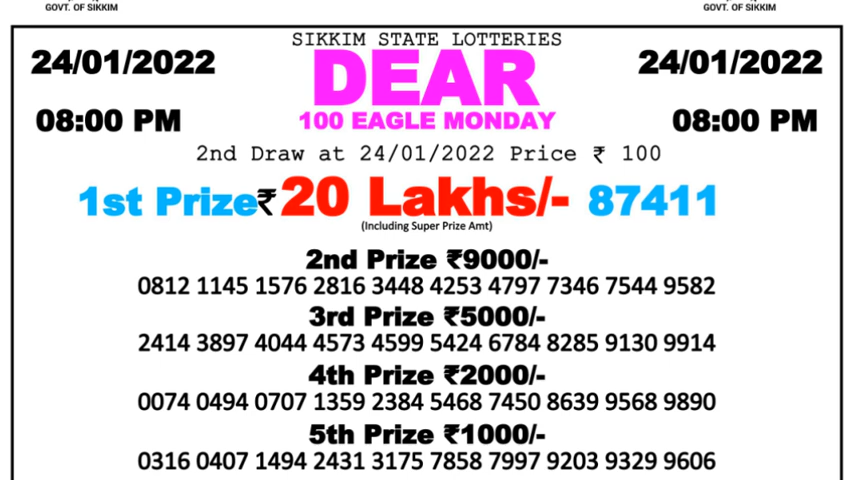 GOVT. OF SIKKIM GOVT. OF SIKKIM
SIKKIM STATE LOTTERIES
24/01/2022 DEAR 24/01/2022
08:00 PM 100 EAGLE MONDAY 08:00 PM
2nd Draw at 24/01/2022 Price ₹ 100
1st Prize ₹ 20 Lakhs/- 87411
(Including Super Prize Amt)
2nd Prize ₹9000/-
0812 1145 1576 2816 3448 4253 4797 7346 7544 9582
3rd Prize ₹5000/-
2414 3897 4044 4573 4599 5424 6784 8285 9130 9914
4th Prize ₹2000/-
0074 0494 0707 1359 2384 5468 7450 8639 9568 9890
5th Prize ₹1000/-
0316 0407 1494 2431 3175 7858 7997 9203 9329 9606